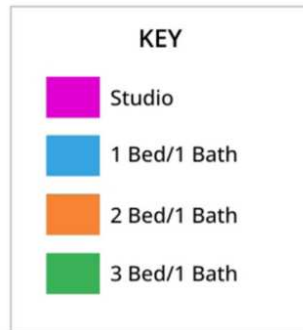 KEY
Studio
1 Bed/1 Bath
2 Bed/1 Bath
3 Bed/1 Bath